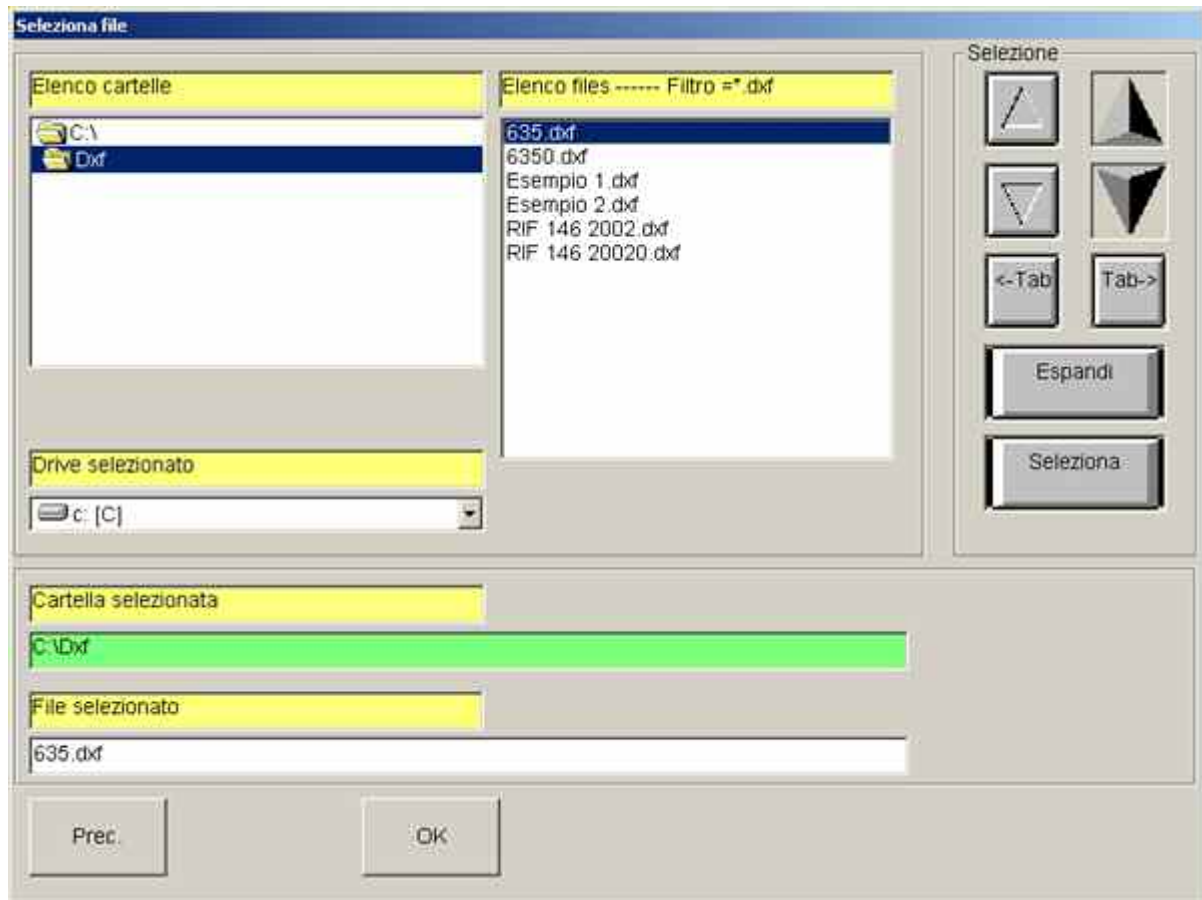 Seleziona file
Elenco cartelle
C:\
Dxf
Drive selezionato
c: [C]
Elenco files ------ Filtro =*.dxf
635.dxf
6350.dxf
Esempio 1.dxf
Esempio 2.dxf
RIF 146 2002.dxf
RIF 146 20020.dxf
Selezione
<-Tab
Tab->
Espandi
Seleziona
Cartella selezionata
C:\Dxf
File selezionato
635.dxf
Prec.
OK